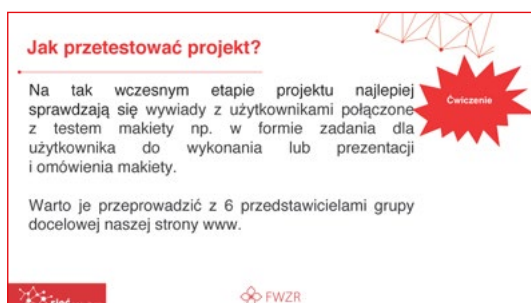 Jak przetestować projekt?
Na tak wczesnym etapie projektu najlepiej
sprawdzają się wywiady z użytkownikami połączone
z testem makiety np. w formie zadania dla
użytkownika do wykonania lub prezentacji
i omówienia makiety.
Ćwiczenie
Warto je przeprowadzić z 6 przedstawicielami grupy
docelowej naszej strony www.
FWZR